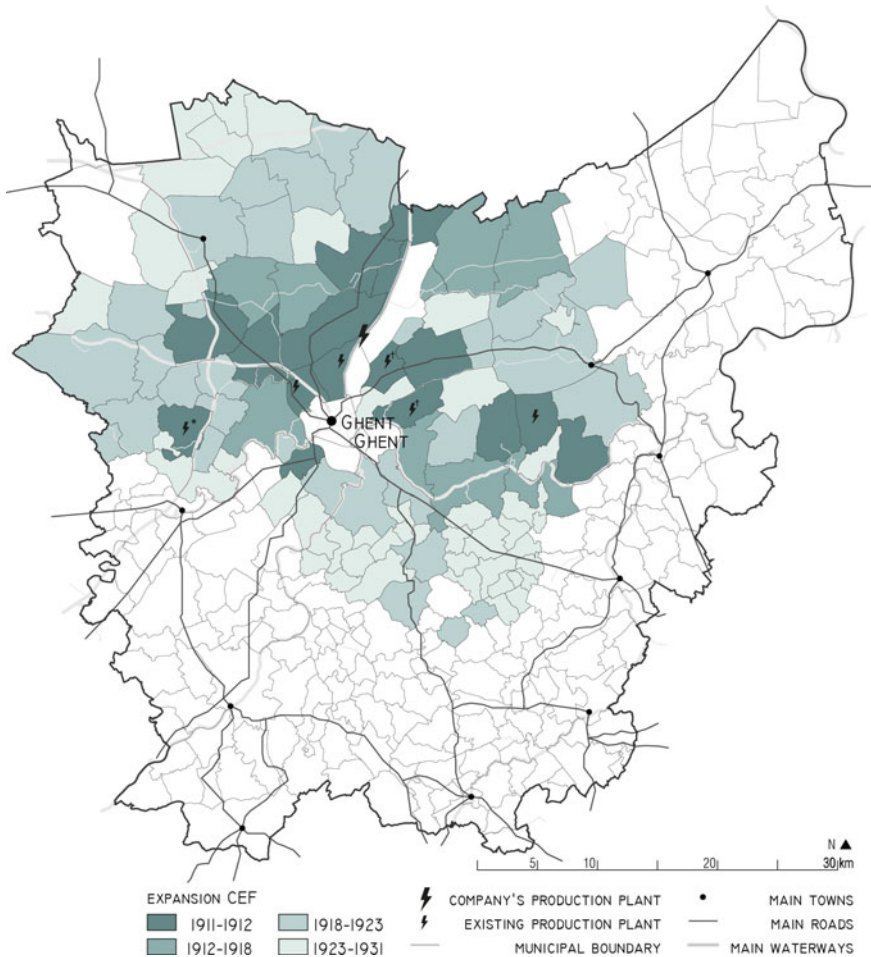 GHENT
GHENT
N
5 10 20 30 km
EXPANSION CEF
1911-1912
1912-1918
1918-1923
1923-1931
COMPANY'S PRODUCTION PLANT
EXISTING PRODUCTION PLANT
MUNICIPAL BOUNDARY
MAIN TOWNS
MAIN ROADS
MAIN WATERWAYS